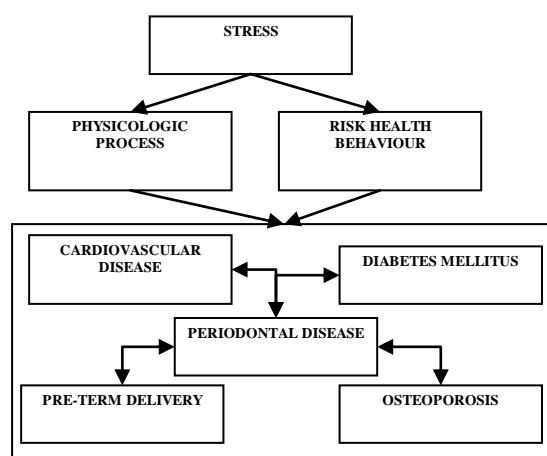 STRESS
PHYSICOLOGIC
PROCESS
RISK HEALTH
BEHAVIOUR
CARDIOVASCULAR
DISEASE
DIABETES MELLITUS
PERIODONTAL DISEASE
PRE-TERM DELIVERY
OSTEOPOROSIS